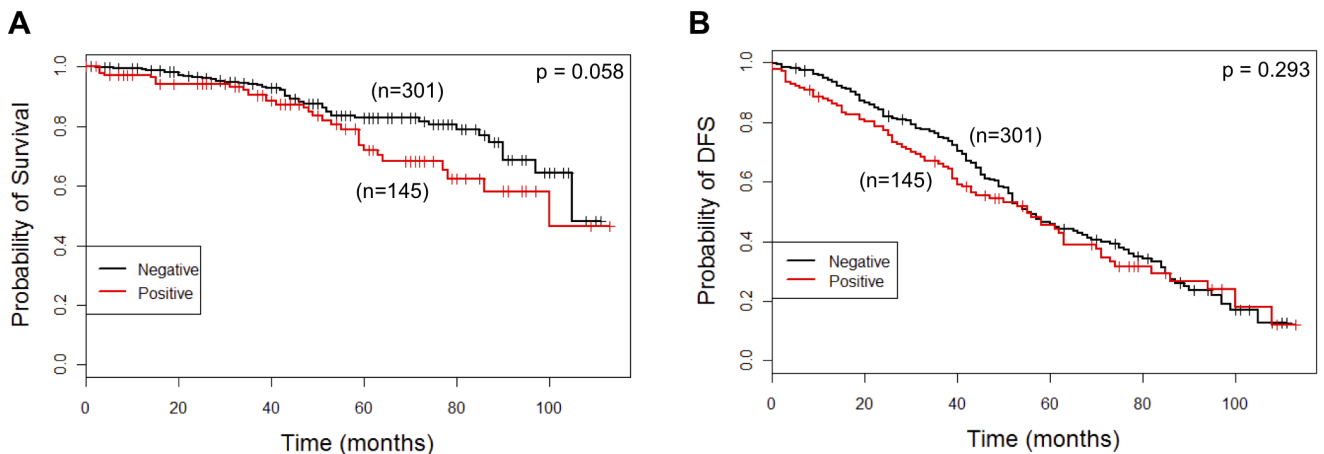 A
p = 0.058
(n=301)
(n=145)
Negative
Positive
Probability of Survival
0.0 0.2 0.4 0.6 0.8 1.0
0 20 40 60 80 100
Time (months)
B
p = 0.293
(n=301)
(n=145)
Negative
Positive
Probability of DFS
0.0 0.2 0.4 0.6 0.8 1.0
0 20 40 60 80 100
Time (months)